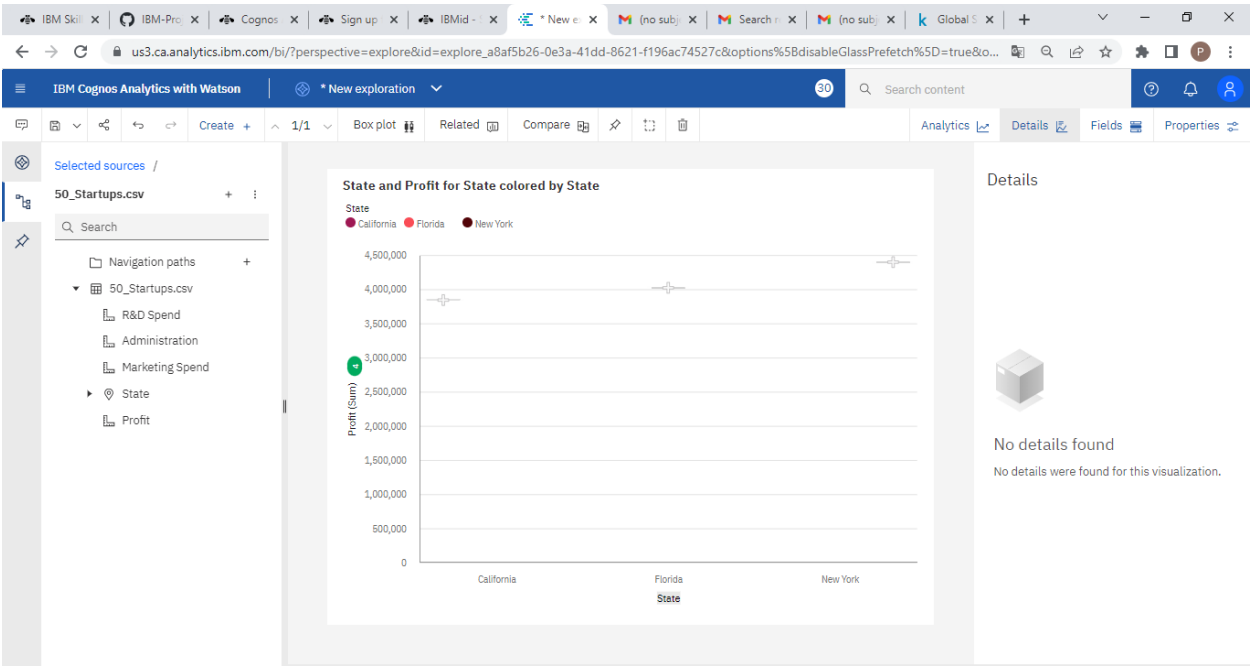 IBM Skil
IBM-Pro
Cognos
Sign up
IBMid -
* New e
(no subj
Search r
(no subj
Global S
us3.ca.analytics.ibm.com/bi/?perspective=explore&id=explore_a8af5b26-0e3a-41dd-8621-f196ac74527c&options%5BdisableGlassPrefetch%5D=true&o...
P
IBM Cognos Analytics with Watson
* New exploration
30
Search content
Create +
1/1
Box plot
Related
Compare
Analytics
Details
Fields
Properties
Selected sources /
50_Startups.csv
Search
Navigation paths
50_Startups.csv
R&D Spend
Administration
Marketing Spend
State
Profit
State and Profit for State colored by State
State
California Florida New York
4,500,000
4,000,000
3,500,000
3,000,000
2,500,000
2,000,000
1,500,000
1,000,000
500,000
0
Profit (Sum)
California Florida New York
State
Details
No details found
No details were found for this visualization.